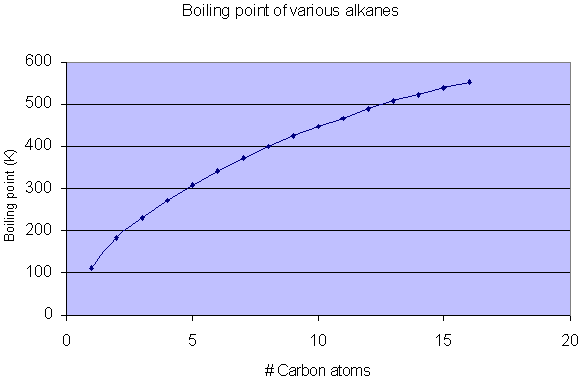 Boiling point of various alkanes
600
500
400
300
200
100
0
Boiling point (K)
0 5 10 15 20
# Carbon atoms